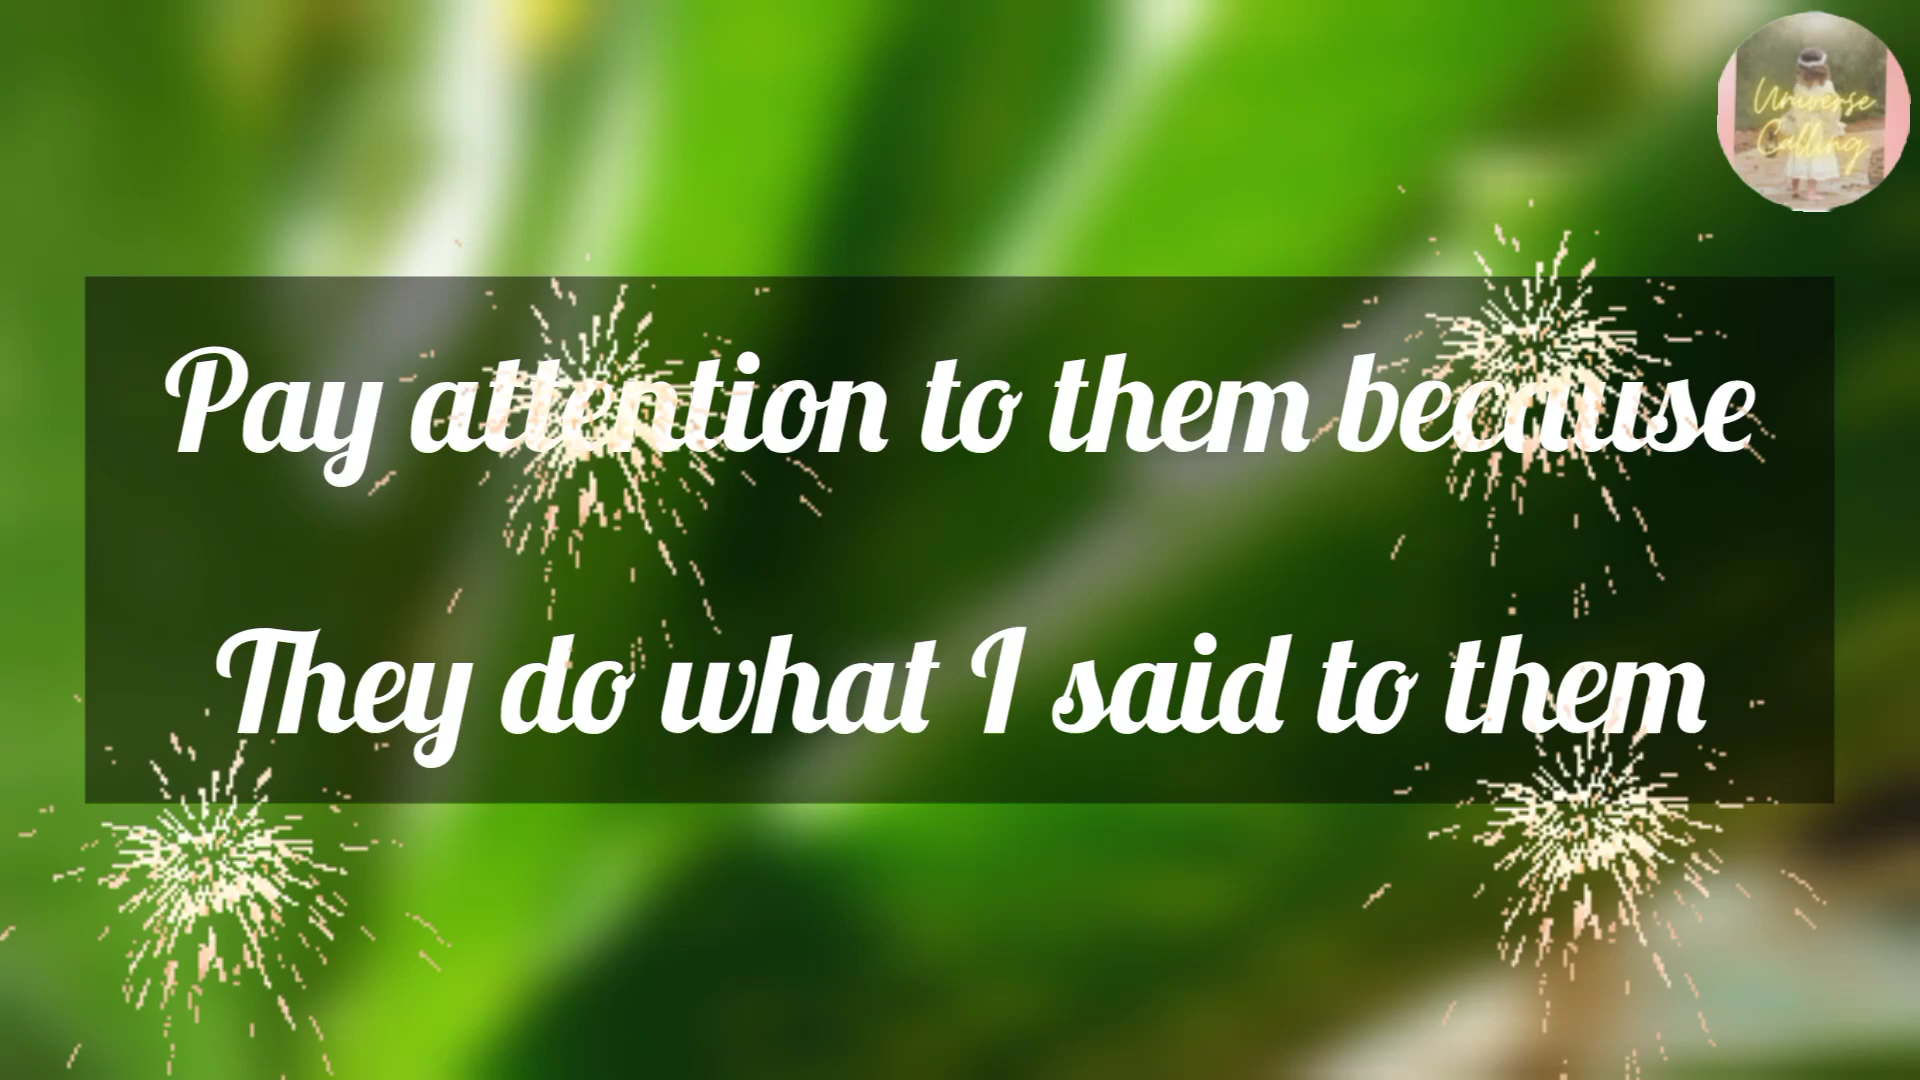 Universe
Calling
Pay attention to them because
They do what I said to them